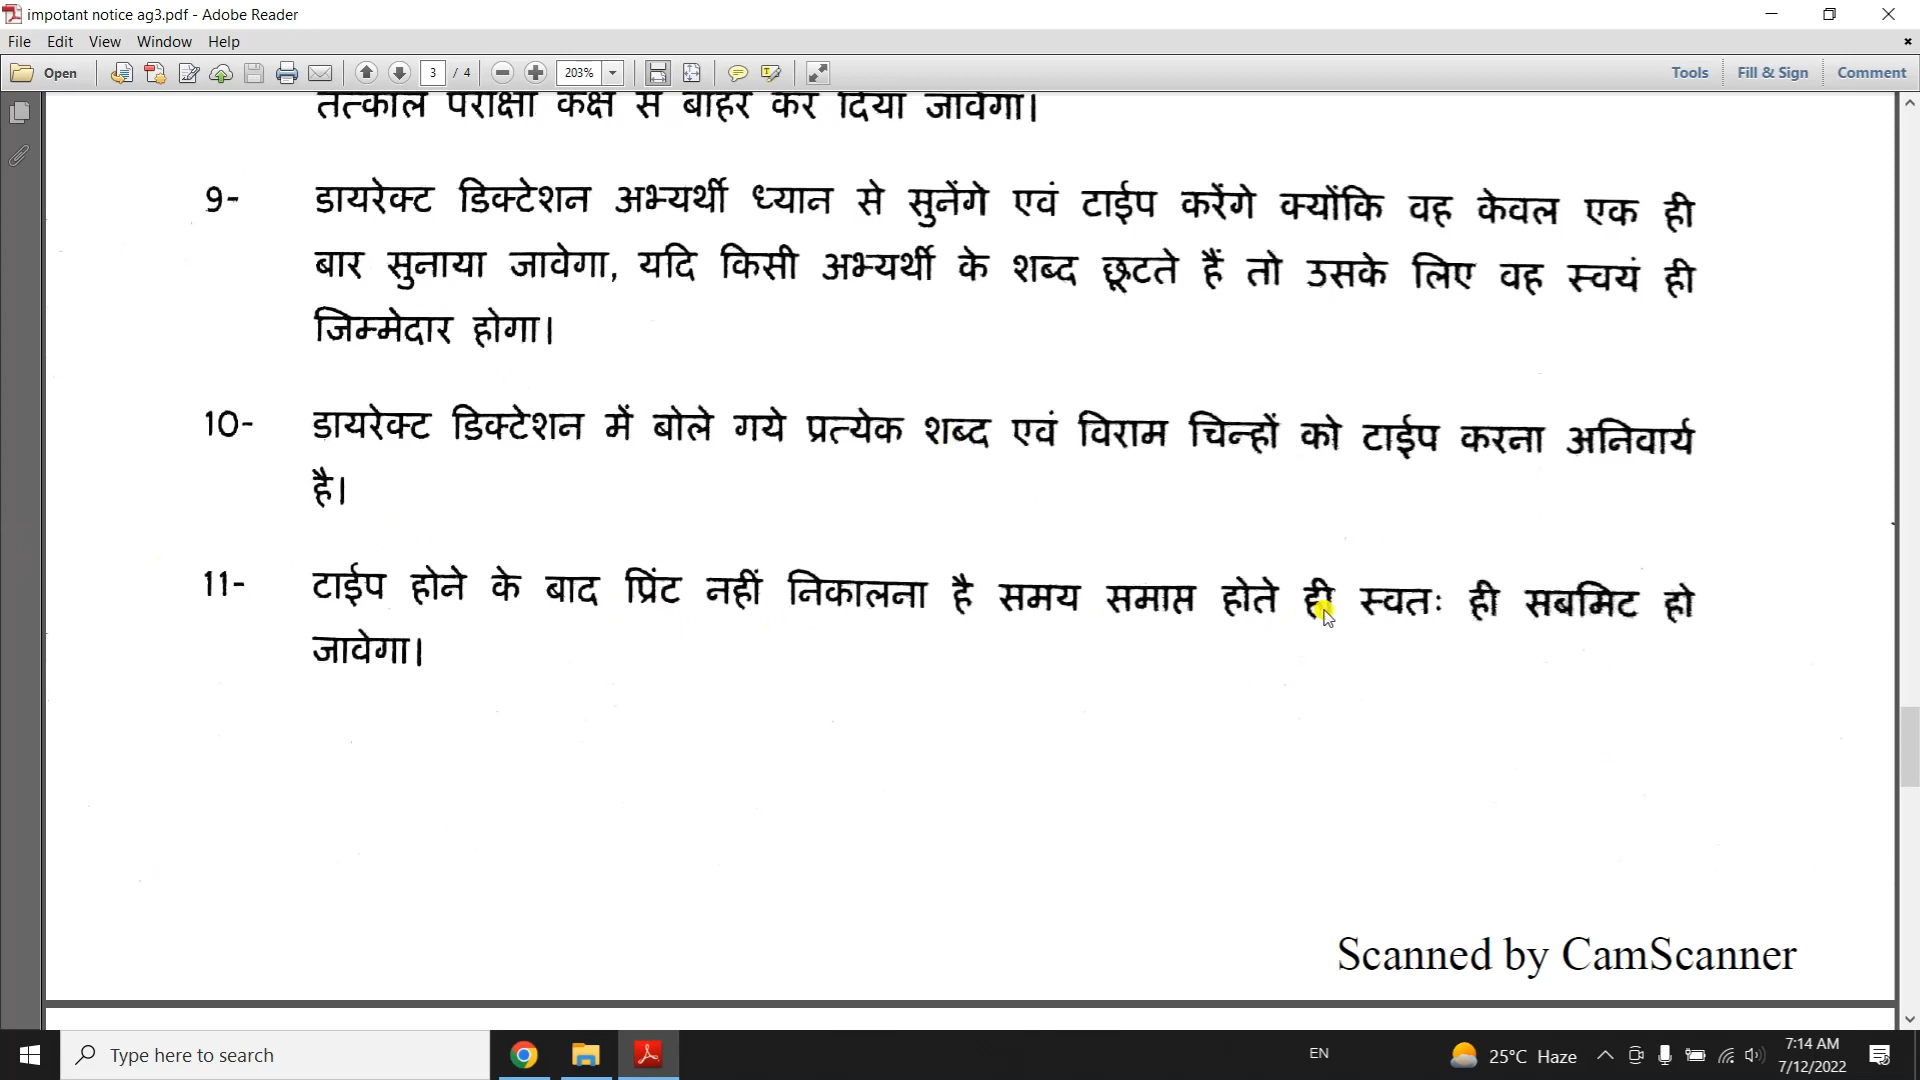 impotant notice ag3.pdf - Adobe Reader
File Edit View Window Help
Open 3 / 4 203% Tools Fill & Sign Comment
तत्काल परीक्षा कक्ष से बाहर कर दिया जावेगा।
9- डायरेक्ट डिक्टेशन अभ्यर्थी ध्यान से सुनेंगे एवं टाईप करेंगे क्योंकि वह केवल एक ही
बार सुनाया जावेगा, यदि किसी अभ्यर्थी के शब्द छूटते हैं तो उसके लिए वह स्वयं ही
जिम्मेदार होगा।
10- डायरेक्ट डिक्टेशन में बोले गये प्रत्येक शब्द एवं विराम चिन्हों को टाईप करना अनिवार्य
है।
11- टाईप होने के बाद प्रिंट नहीं निकालना है समय समाप्त होते ही स्वतः ही सबमिट हो
जावेगा।
Scanned by CamScanner
Type here to search EN 25°C Haze 7:14 AM
7/12/2022